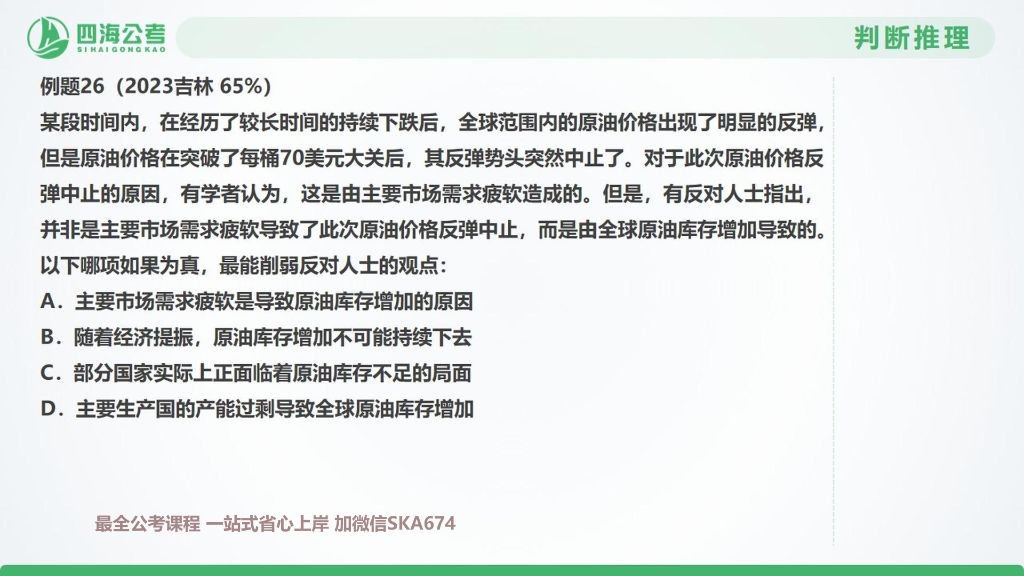 四海公考
SIHAIGONGKAO
判断推理
例题26（2023吉林 65%）
某段时间内，在经历了较长时间的持续下跌后，全球范围内的原油价格出现了明显的反弹，
但是原油价格在突破了每桶70美元大关后，其反弹势头突然中止了。对于此次原油价格反
弹中止的原因，有学者认为，这是由主要市场需求疲软造成的。但是，有反对人士指出，
并非是主要市场需求疲软导致了此次原油价格反弹中止，而是由全球原油库存增加导致的。
以下哪项如果为真，最能削弱反对人士的观点：
A．主要市场需求疲软是导致原油库存增加的原因
B．随着经济提振，原油库存增加不可能持续下去
C．部分国家实际上正面临着原油库存不足的局面
D．主要生产国的产能过剩导致全球原油库存增加
最全公考课程 一站式省心上岸 加微信SKA674